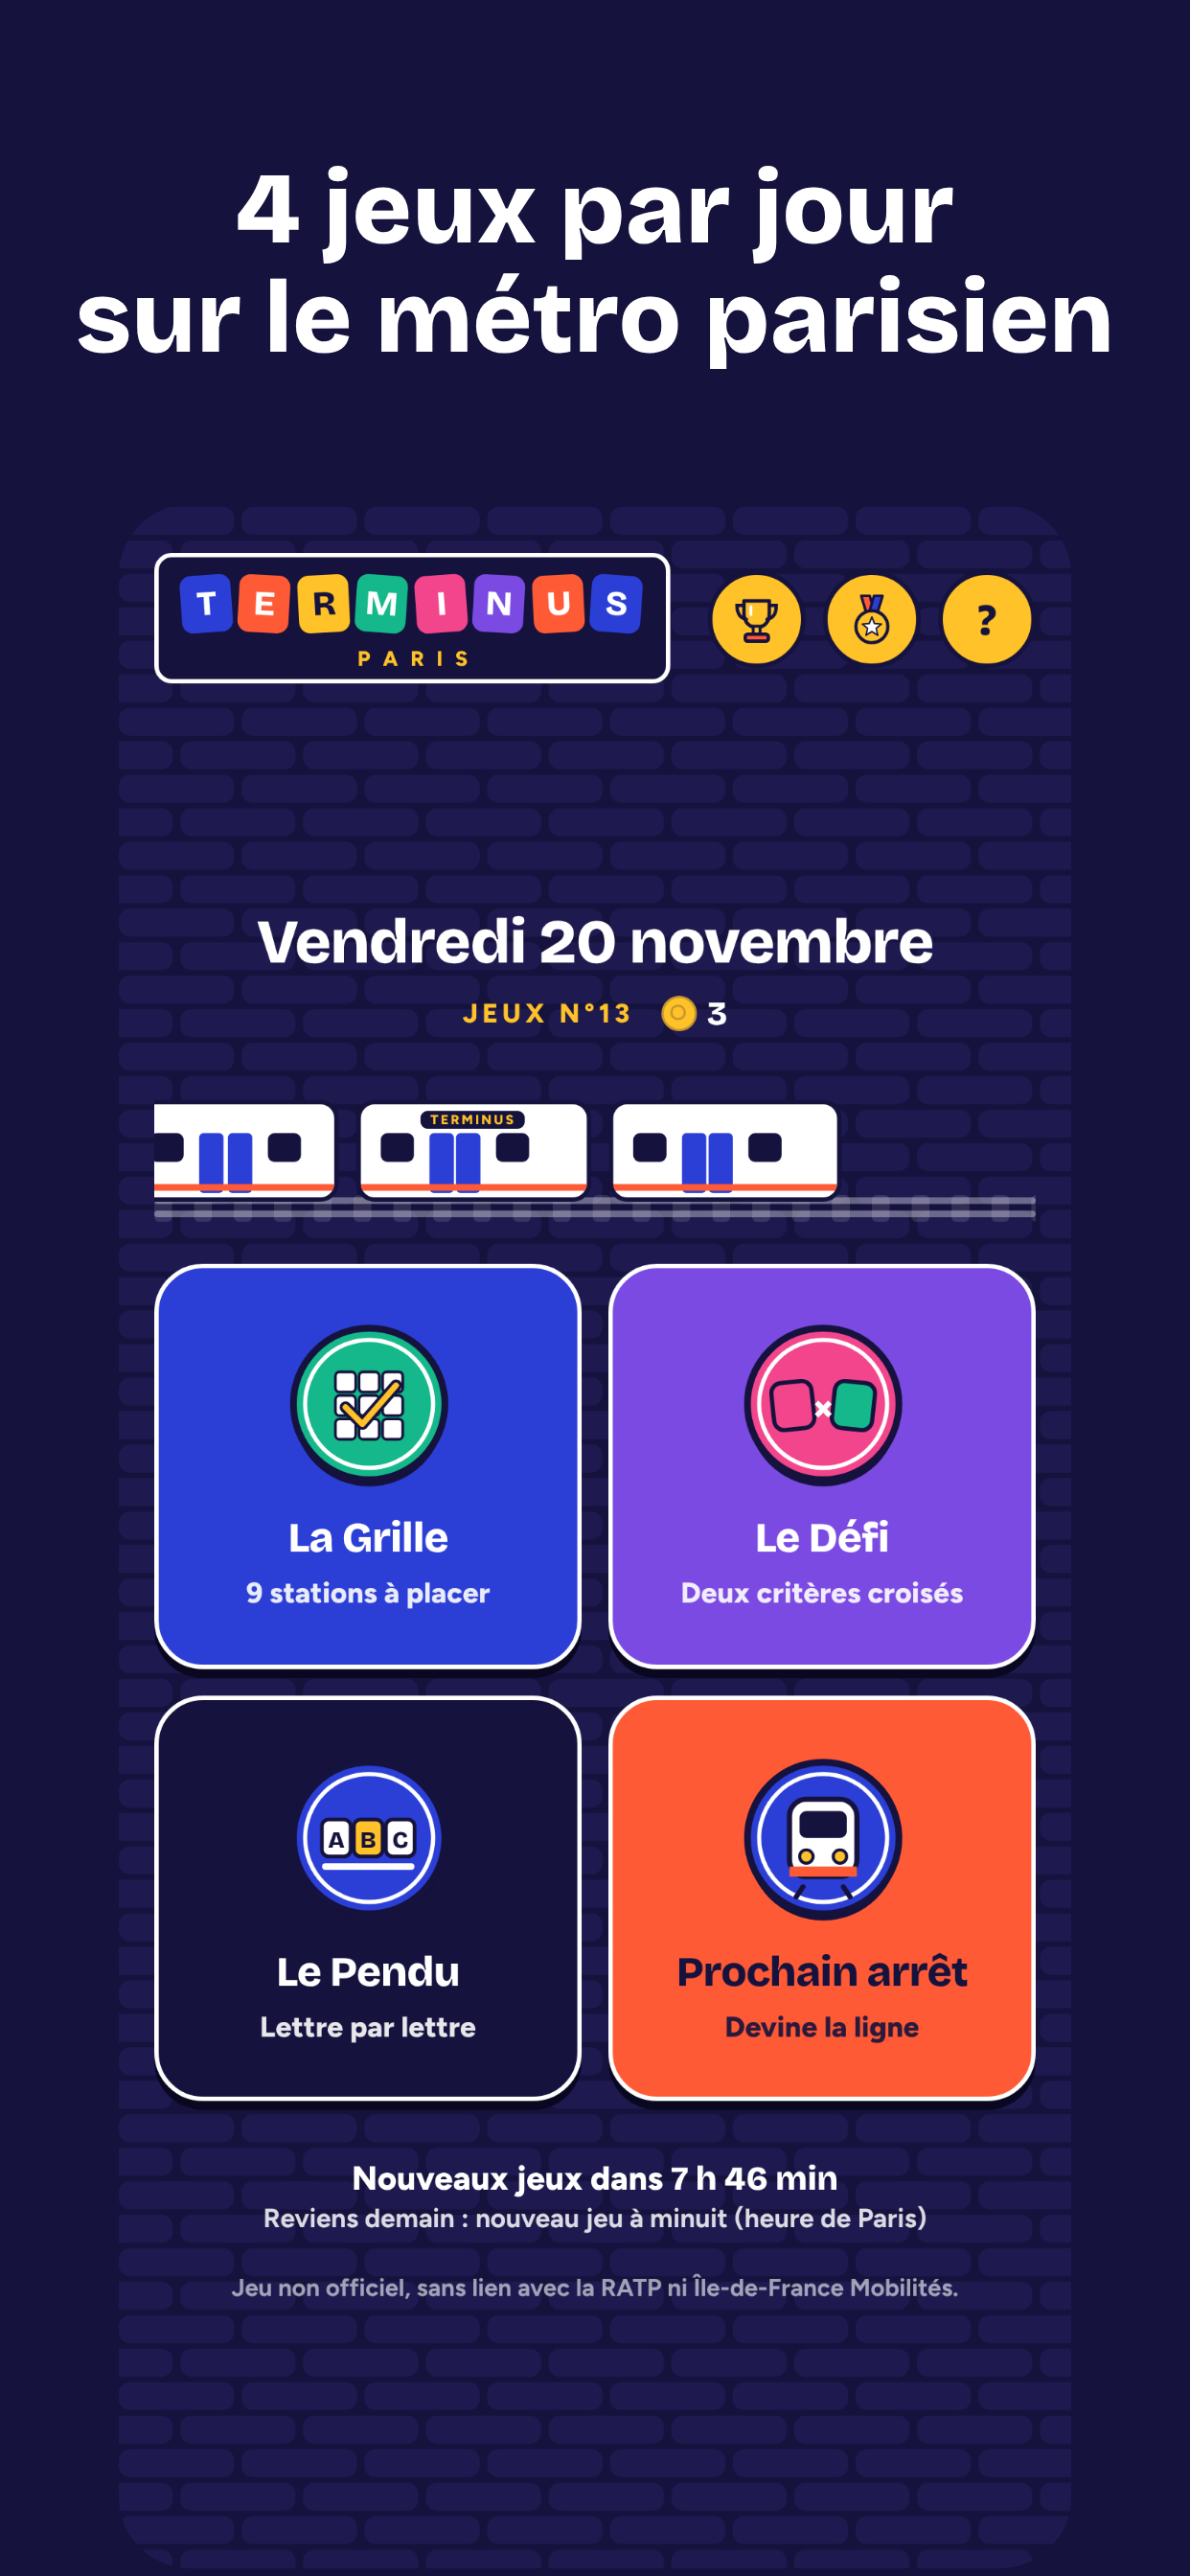 4 jeux par jour
sur le métro parisien
TERMINUS
PARIS
?
Vendredi 20 novembre
JEUX N°13 3
TERMINUS
La Grille
9 stations à placer
Le Défi
Deux critères croisés
A B C
Le Pendu
Lettre par lettre
Prochain arrêt
Devine la ligne
Nouveaux jeux dans 7 h 46 min
Reviens demain : nouveau jeu à minuit (heure de Paris)
Jeu non officiel, sans lien avec la RATP ni Île-de-France Mobilités.